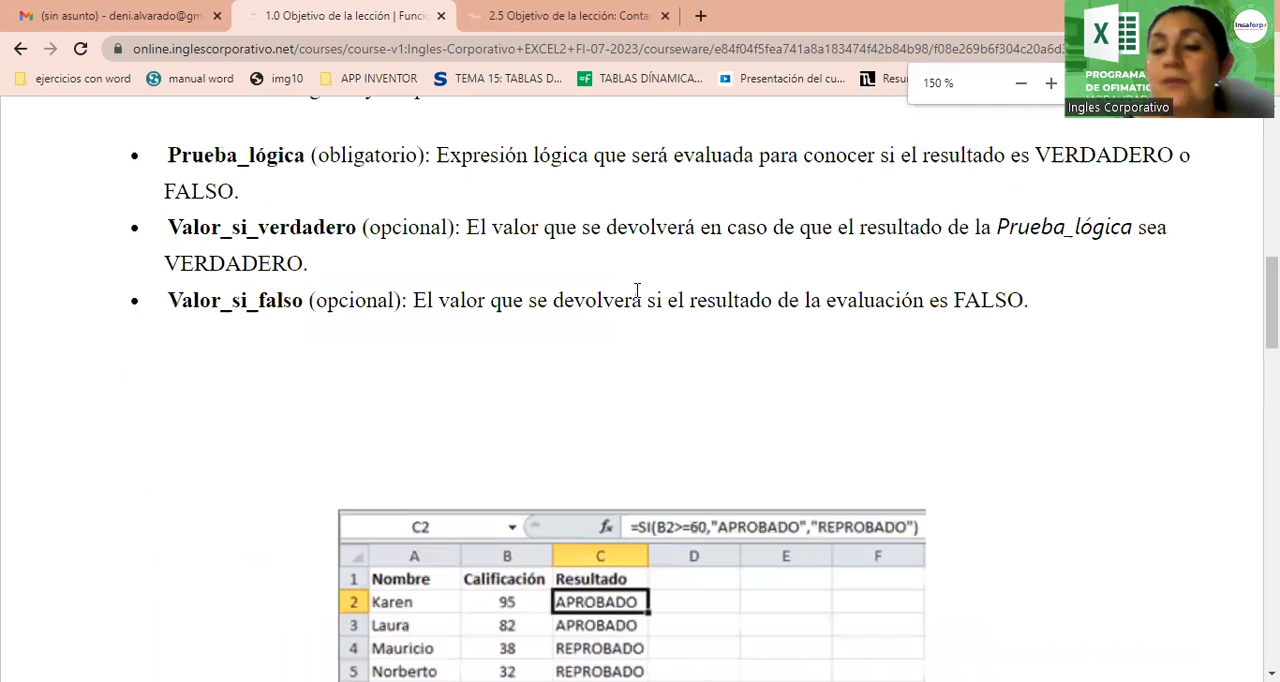 (sin asunto) - deni.alvarado@gm
1.0 Objetivo de la lección | Funci
2.5 Objetivo de la lección: Conta
online.inglescorporativo.net/courses/course-v1:Ingles-Corporativo+EXCEL2+FI-07-2023/courseware/e84f04f5fea741a8a183474f42b84b98/f08e269b6f304c20a6d
ejercicios con word
manual word
img10
APP INVENTOR
TEMA 15: TABLAS D...
TABLAS DÍNAMICA...
Presentación del cu...
Resu
150 %
Insaforp
X
PROGRAMA
DE OFIMATIC
Ingles Corporativo
• Prueba_lógica (obligatorio): Expresión lógica que será evaluada para conocer si el resultado es VERDADERO o
FALSO.
• Valor_si_verdadero (opcional): El valor que se devolverá en caso de que el resultado de la Prueba_lógica sea
VERDADERO.
• Valor_si_falso (opcional): El valor que se devolverá si el resultado de la evaluación es FALSO.
C2 fx =SI(B2>=60,"APROBADO","REPROBADO")
A B C D E F
1 Nombre Calificación Resultado
2 Karen 95 APROBADO
3 Laura 82 APROBADO
4 Mauricio 38 REPROBADO
5 Norberto 32 REPROBADO